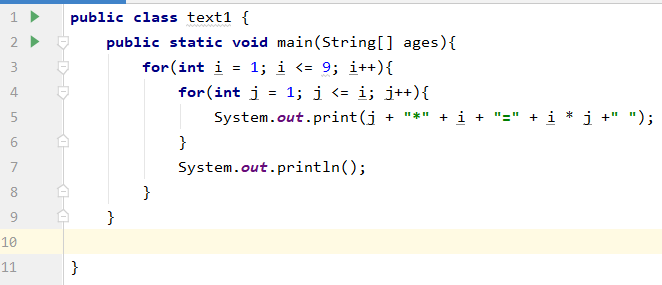 1 public class text1 {
2 public static void main(String[] ages){
3 for(int i = 1; i <= 9; i++){
4 for(int j = 1; j <= i; j++){
5 System.out.print(j + "*" + i + "=" + i * j +" ");
6 }
7 System.out.println();
8 }
9 }
10
11 }